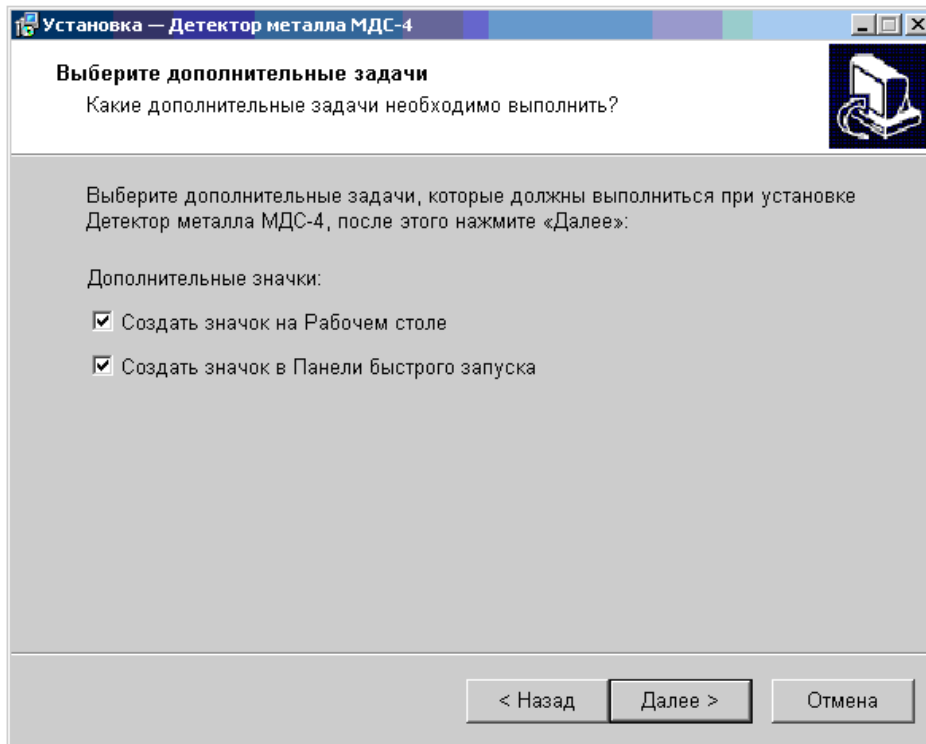 Установка — Детектор металла МДС-4
Выберите дополнительные задачи
Какие дополнительные задачи необходимо выполнить?
Выберите дополнительные задачи, которые должны выполниться при установке
Детектор металла МДС-4, после этого нажмите «Далее»:
Дополнительные значки:
Создать значок на Рабочем столе
Создать значок в Панели быстрого запуска
< Назад
Далее >
Отмена